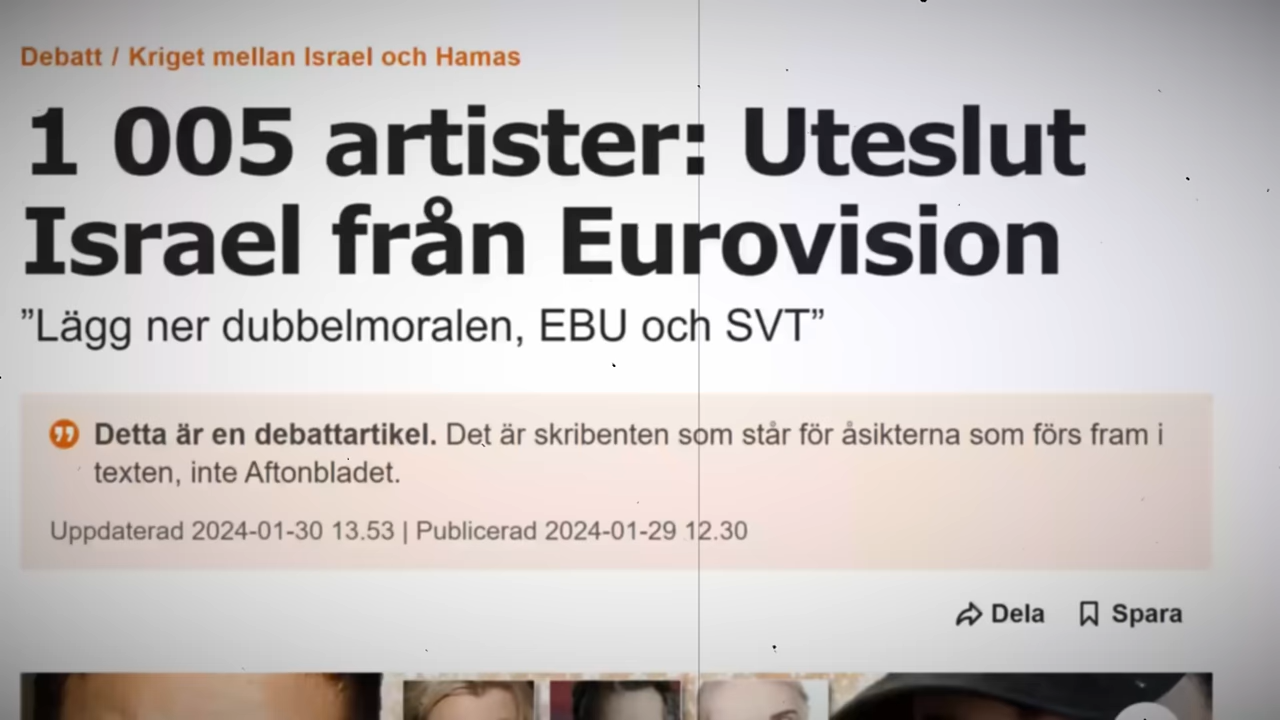 Debatt / Kriget mellan Israel och Hamas
1 005 artister: Uteslut
Israel från Eurovision
”Lägg ner dubbelmoralen, EBU och SVT”
Detta är en debattartikel. Det är skribenten som står för åsikterna som förs fram i
texten, inte Aftonbladet.
Uppdaterad 2024-01-30 13.53 | Publicerad 2024-01-29 12.30
Dela Spara